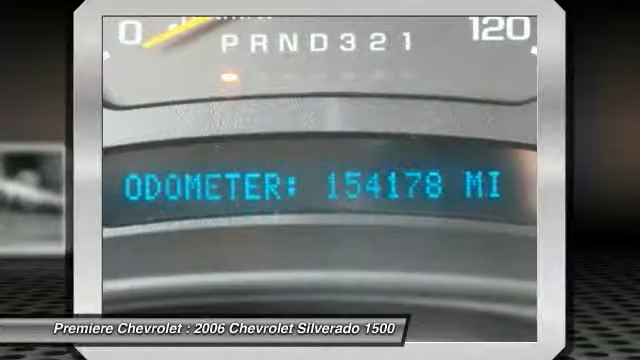 0 120
PRND321
ODOMETER: 154178 MI
Premiere Chevrolet : 2006 Chevrolet Silverado 1500